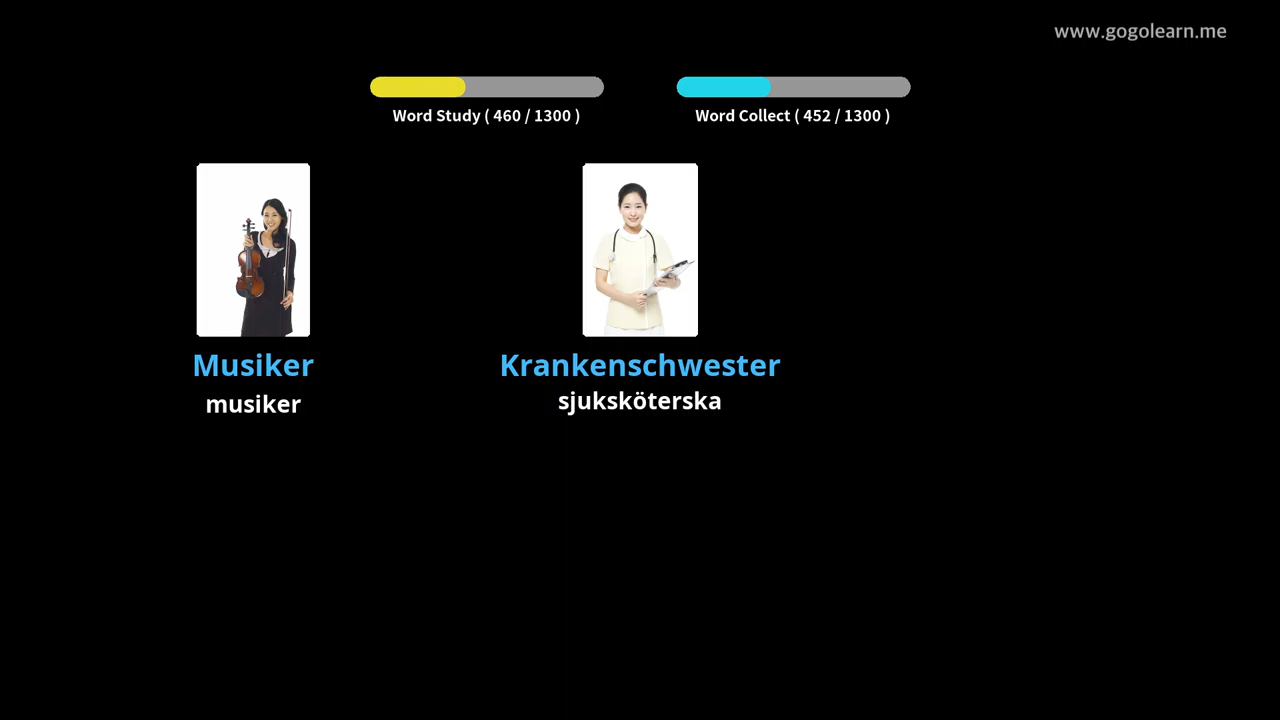 www.gogolearn.me
Word Study ( 460 / 1300 )
Word Collect ( 452 / 1300 )
Musiker
musiker
Krankenschwester
sjuksköterska